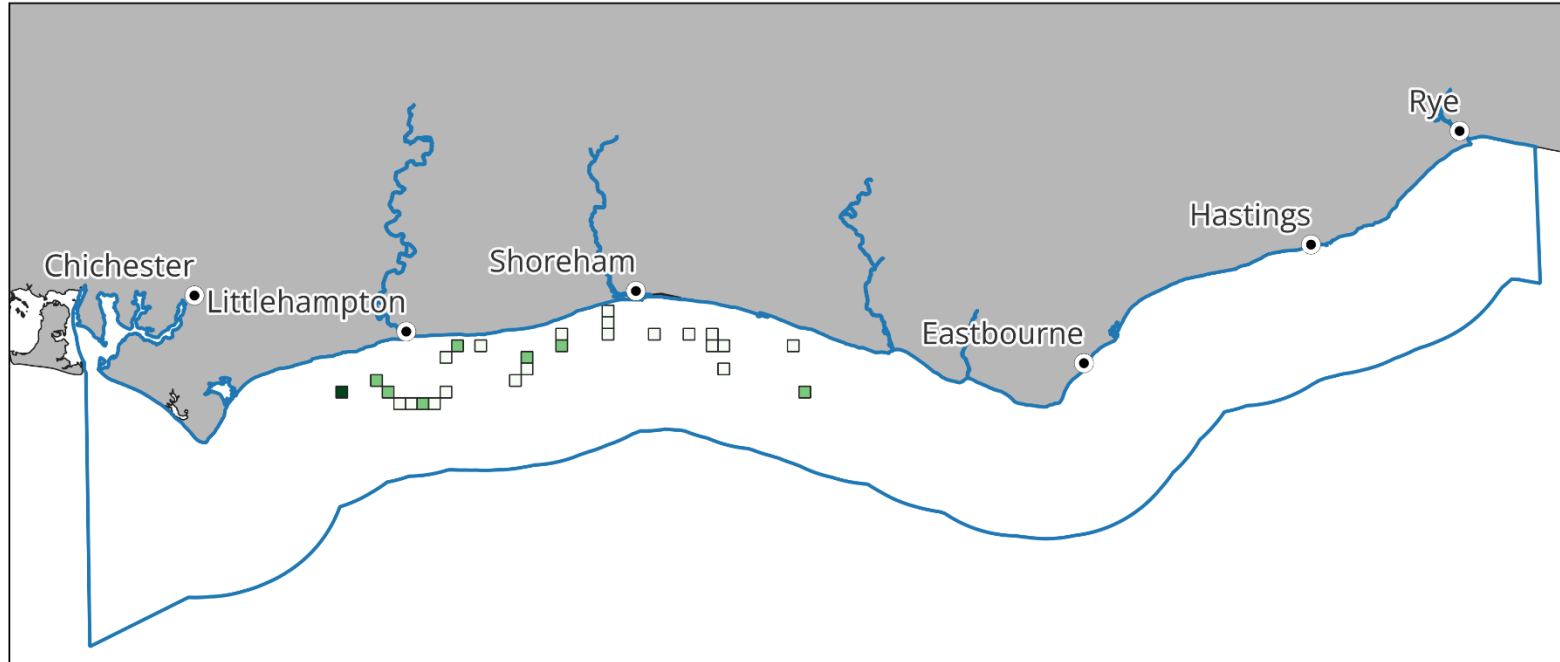 Rye
Hastings
Shoreham
Chichester
Littlehampton
Eastbourne